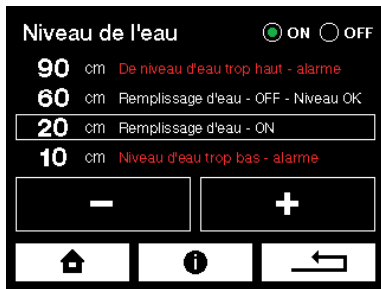 Niveau de l'eau ON OFF
90 cm De niveau d'eau trop haut - alarme
60 cm Remplissage d'eau - OFF - Niveau OK
20 cm Remplissage d'eau - ON
10 cm Niveau d'eau trop bas - alarme
− +